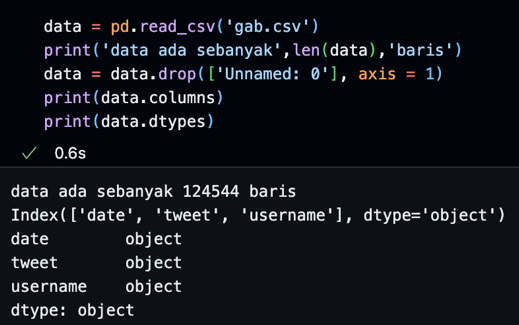 data = pd.read_csv('gab.csv')
print('data ada sebanyak',len(data),'baris')
data = data.drop(['Unnamed: 0'], axis = 1)
print(data.columns)
print(data.dtypes)
0.6s
data ada sebanyak 124544 baris
Index(['date', 'tweet', 'username'], dtype='object')
date        object
tweet       object
username    object
dtype: object